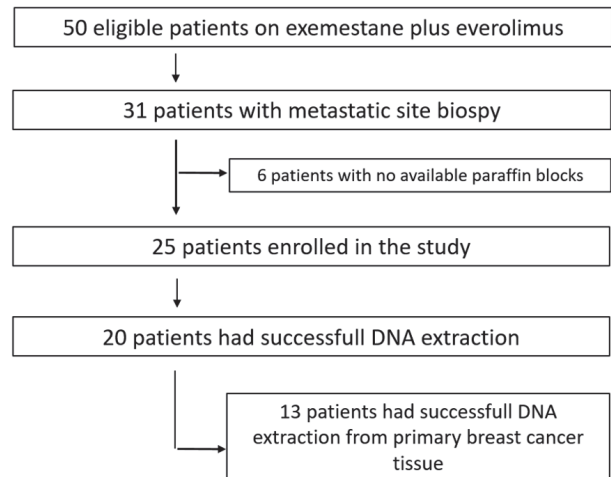 50 eligible patients on exemestane plus everolimus
31 patients with metastatic site biospy
6 patients with no available paraffin blocks
25 patients enrolled in the study
20 patients had successfull DNA extraction
13 patients had successfull DNA
extraction from primary breast cancer
tissue